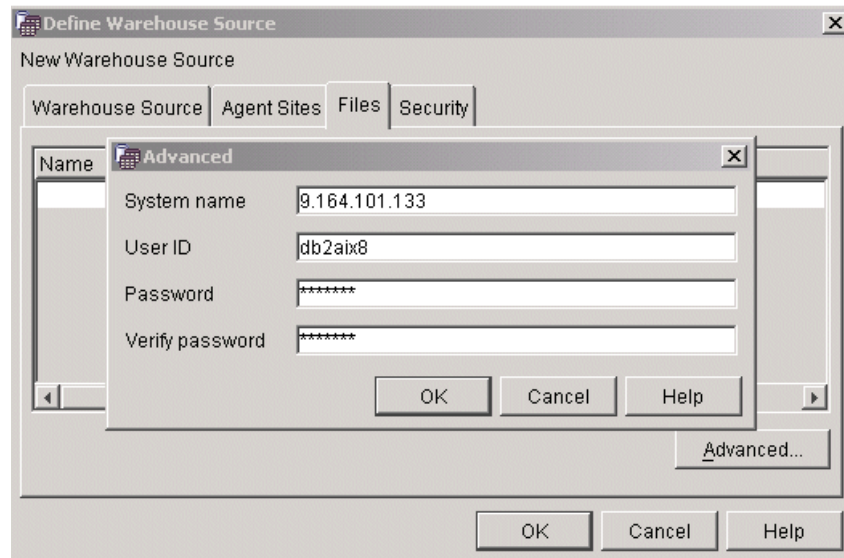 Define Warehouse Source
New Warehouse Source
Warehouse Source Agent Sites Files Security
Name
Advanced
System name 9.164.101.133
User ID db2aix8
Password *******
Verify password *******
OK Cancel Help
Advanced...
OK Cancel Help